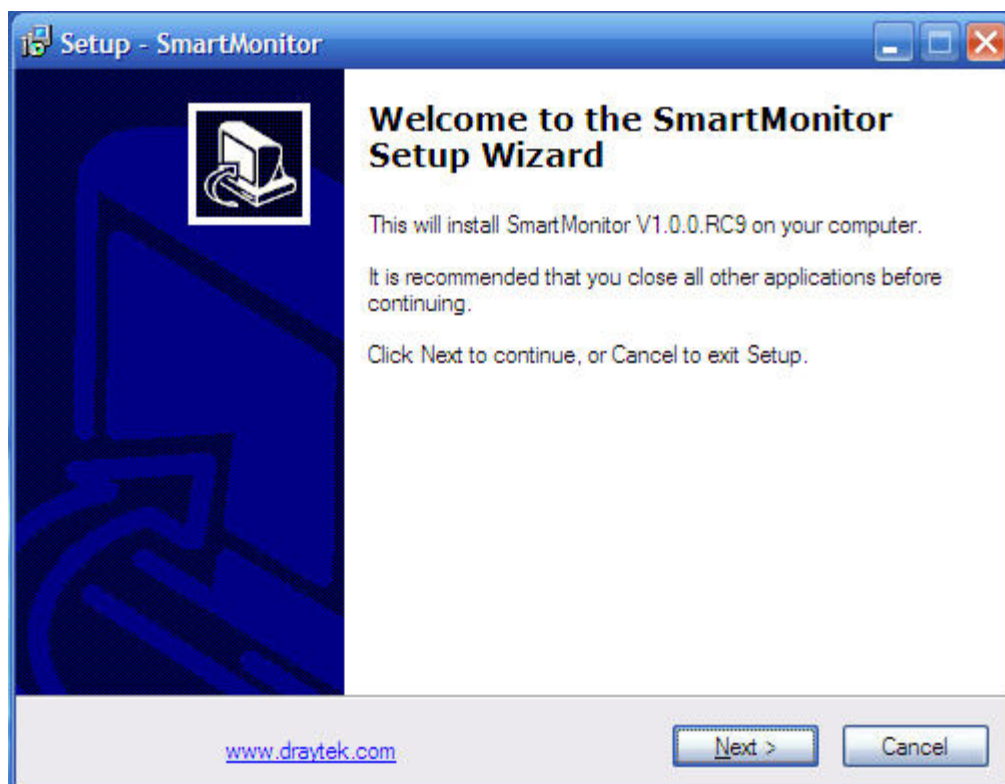 Setup - SmartMonitor
Welcome to the SmartMonitor
Setup Wizard
This will install SmartMonitor V1.0.0.RC9 on your computer.
It is recommended that you close all other applications before
continuing.
Click Next to continue, or Cancel to exit Setup.
www.draytek.com
Next >
Cancel